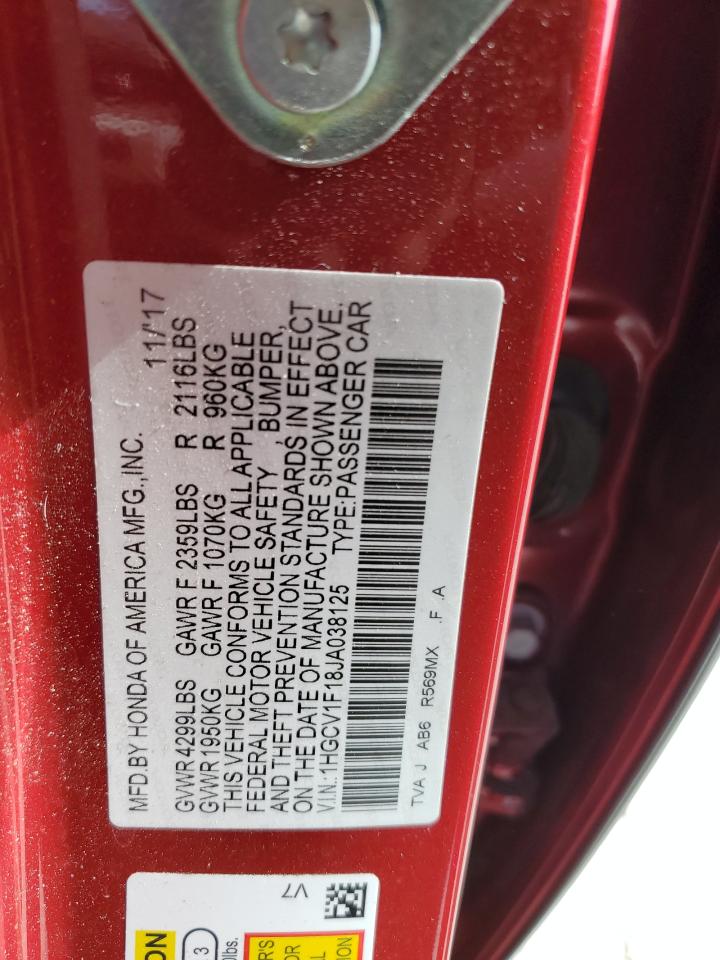 MFD.BY HONDA OF AMERICA MFG.,INC. 11/'17
GVWR 4299LBS GAWR F 2359LBS R 2116LBS
GVWR 1950KG GAWR F 1070KG R 960KG
THIS VEHICLE CONFORMS TO ALL APPLICABLE
FEDERAL MOTOR VEHICLE SAFETY , BUMPER,
AND THEFT PREVENTION STANDARDS IN EFFECT
ON THE DATE OF MANUFACTURE SHOWN ABOVE.
V.I.N.:1HGCV1F18JA038125 TYPE:PASSENGER CAR
TVA J AB6 R569MX .F .A
V7
3
lbs.